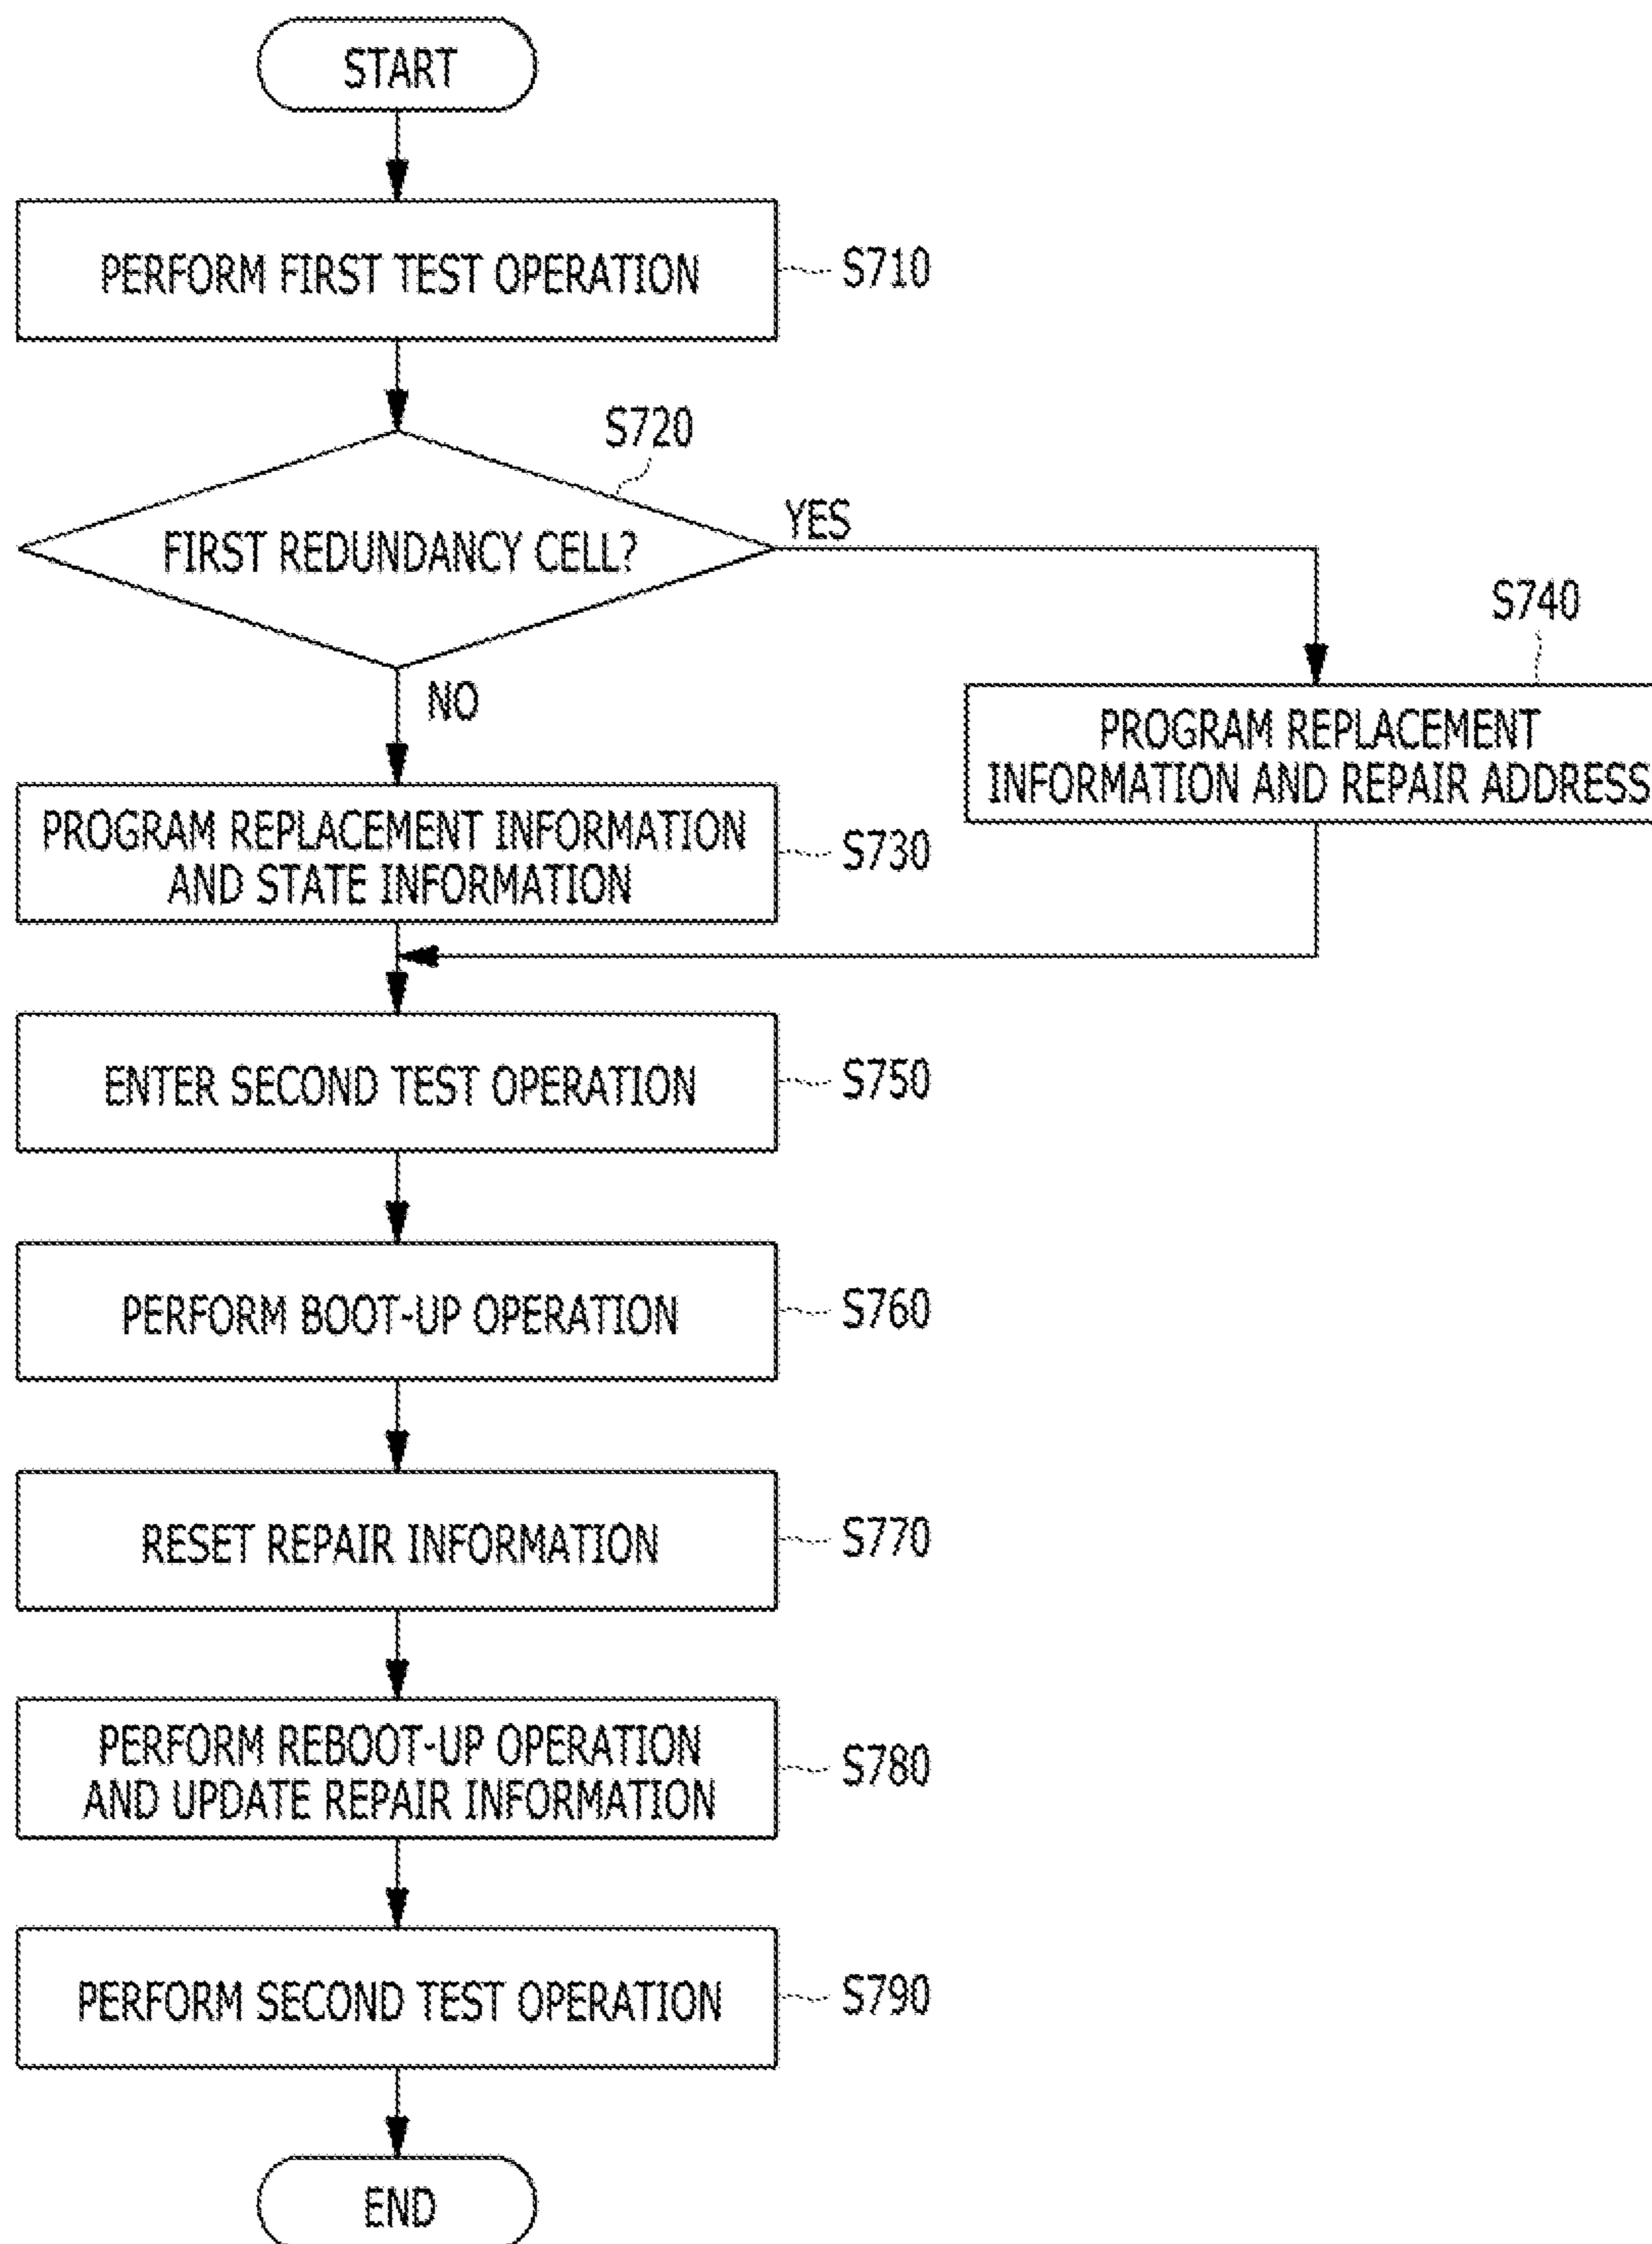 START
PERFORM FIRST TEST OPERATION
S710
S720
FIRST REDUNDANCY CELL?
YES
NO
S740
PROGRAM REPLACEMENT
INFORMATION AND REPAIR ADDRESS
PROGRAM REPLACEMENT INFORMATION
AND STATE INFORMATION
S730
ENTER SECOND TEST OPERATION
S750
PERFORM BOOT-UP OPERATION
S760
RESET REPAIR INFORMATION
S770
PERFORM REBOOT-UP OPERATION
AND UPDATE REPAIR INFORMATION
S780
PERFORM SECOND TEST OPERATION
S790
END